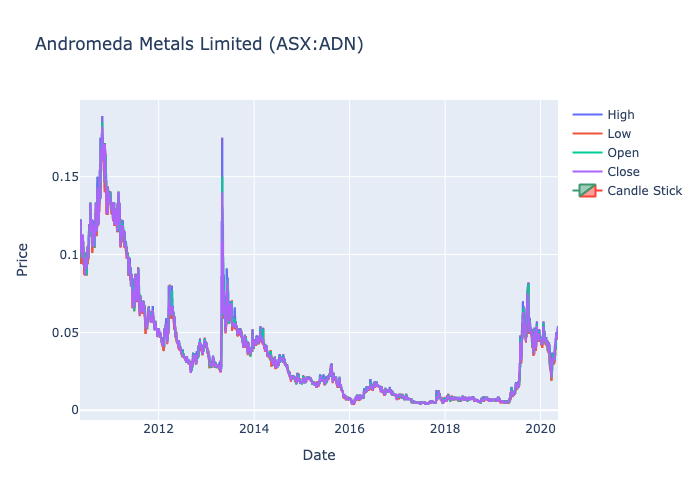 Andromeda Metals Limited (ASX:ADN)
High
Low
Open
Close
Candle Stick
Price
0.15
0.1
0.05
0
2012
2014
2016
2018
2020
Date